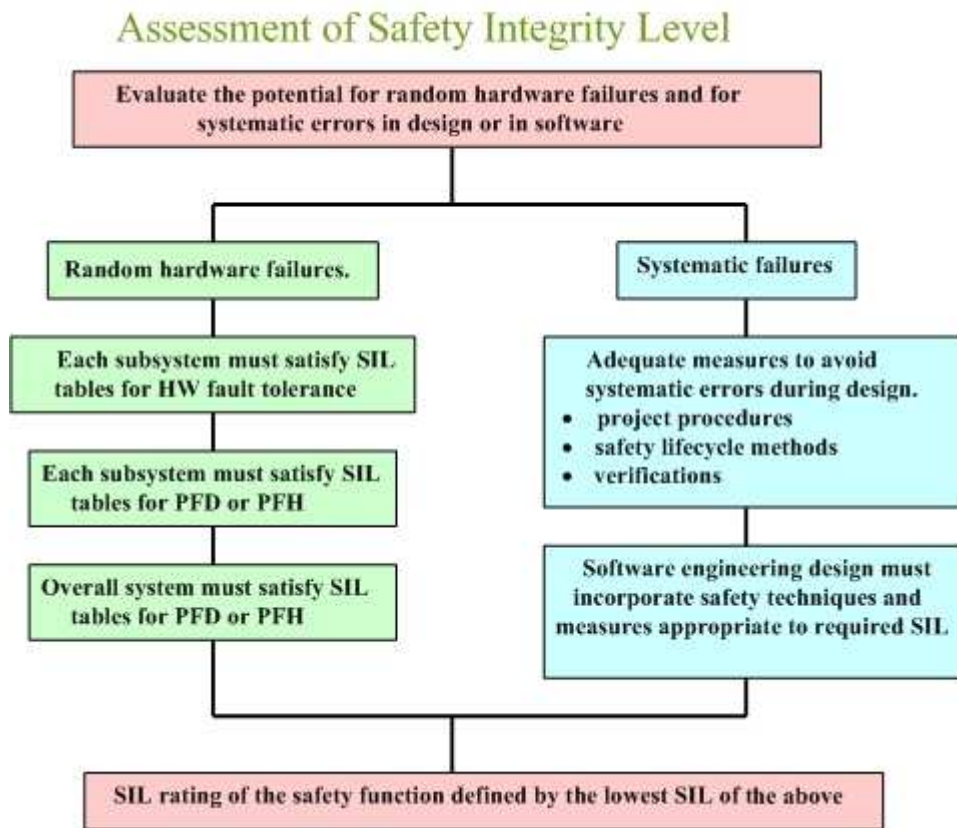 Assessment of Safety Integrity Level
Evaluate the potential for random hardware failures and for
systematic errors in design or in software
Random hardware failures.
Each subsystem must satisfy SIL
tables for HW fault tolerance
Each subsystem must satisfy SIL
tables for PFD or PFH
Overall system must satisfy SIL
tables for PFD or PFH
Systematic failures
Adequate measures to avoid
systematic errors during design.
• project procedures
• safety lifecycle methods
• verifications
Software engineering design must
incorporate safety techniques and
measures appropriate to required SIL
SIL rating of the safety function defined by the lowest SIL of the above